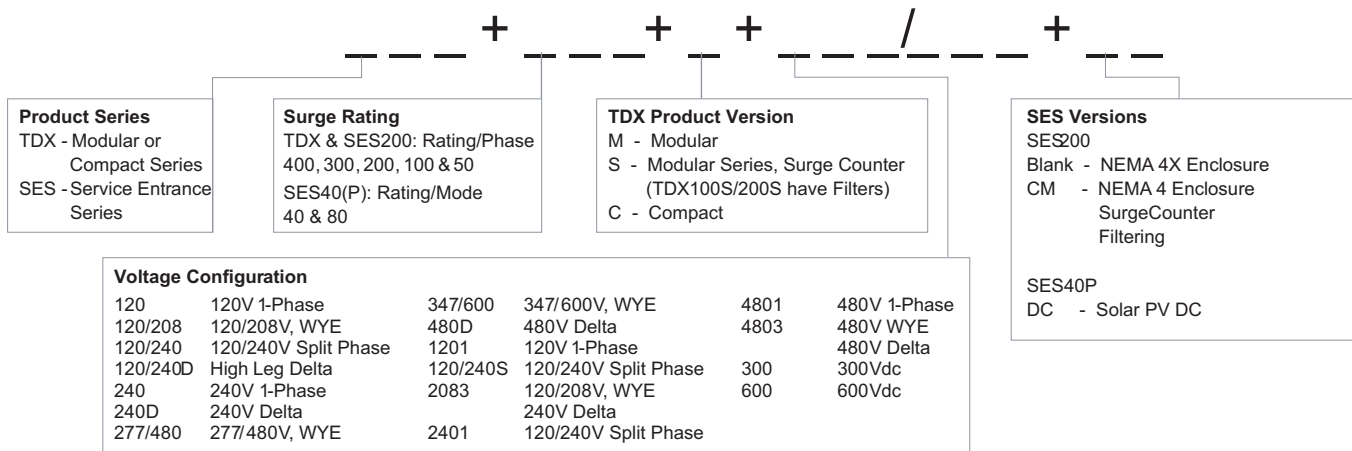 _ _ _ + _ _ _ + _ + _ _ _ / _ _ _ + _ _
Product Series
TDX - Modular or
Compact Series
SES - Service Entrance
Series
Surge Rating
TDX & SES200: Rating/Phase
400, 300, 200, 100 & 50
SES40(P): Rating/Mode
40 & 80
TDX Product Version
M - Modular
S - Modular Series, Surge Counter
(TDX100S/200S have Filters)
C - Compact
SES Versions
SES200
Blank - NEMA 4X Enclosure
CM - NEMA 4 Enclosure
SurgeCounter
Filtering
SES40P
DC - Solar PV DC
Voltage Configuration
120 120V 1-Phase 347/600 347/600V, WYE 4801 480V 1-Phase
120/208 120/208V, WYE 480D 480V Delta 4803 480V WYE
120/240 120/240V Split Phase 1201 120V 1-Phase 480V Delta
120/240D High Leg Delta 120/240S 120/240V Split Phase 300 300Vdc
240 240V 1-Phase 2083 120/208V, WYE 600 600Vdc
240D 240V Delta 240V Delta
277/480 277/480V, WYE 2401 120/240V Split Phase